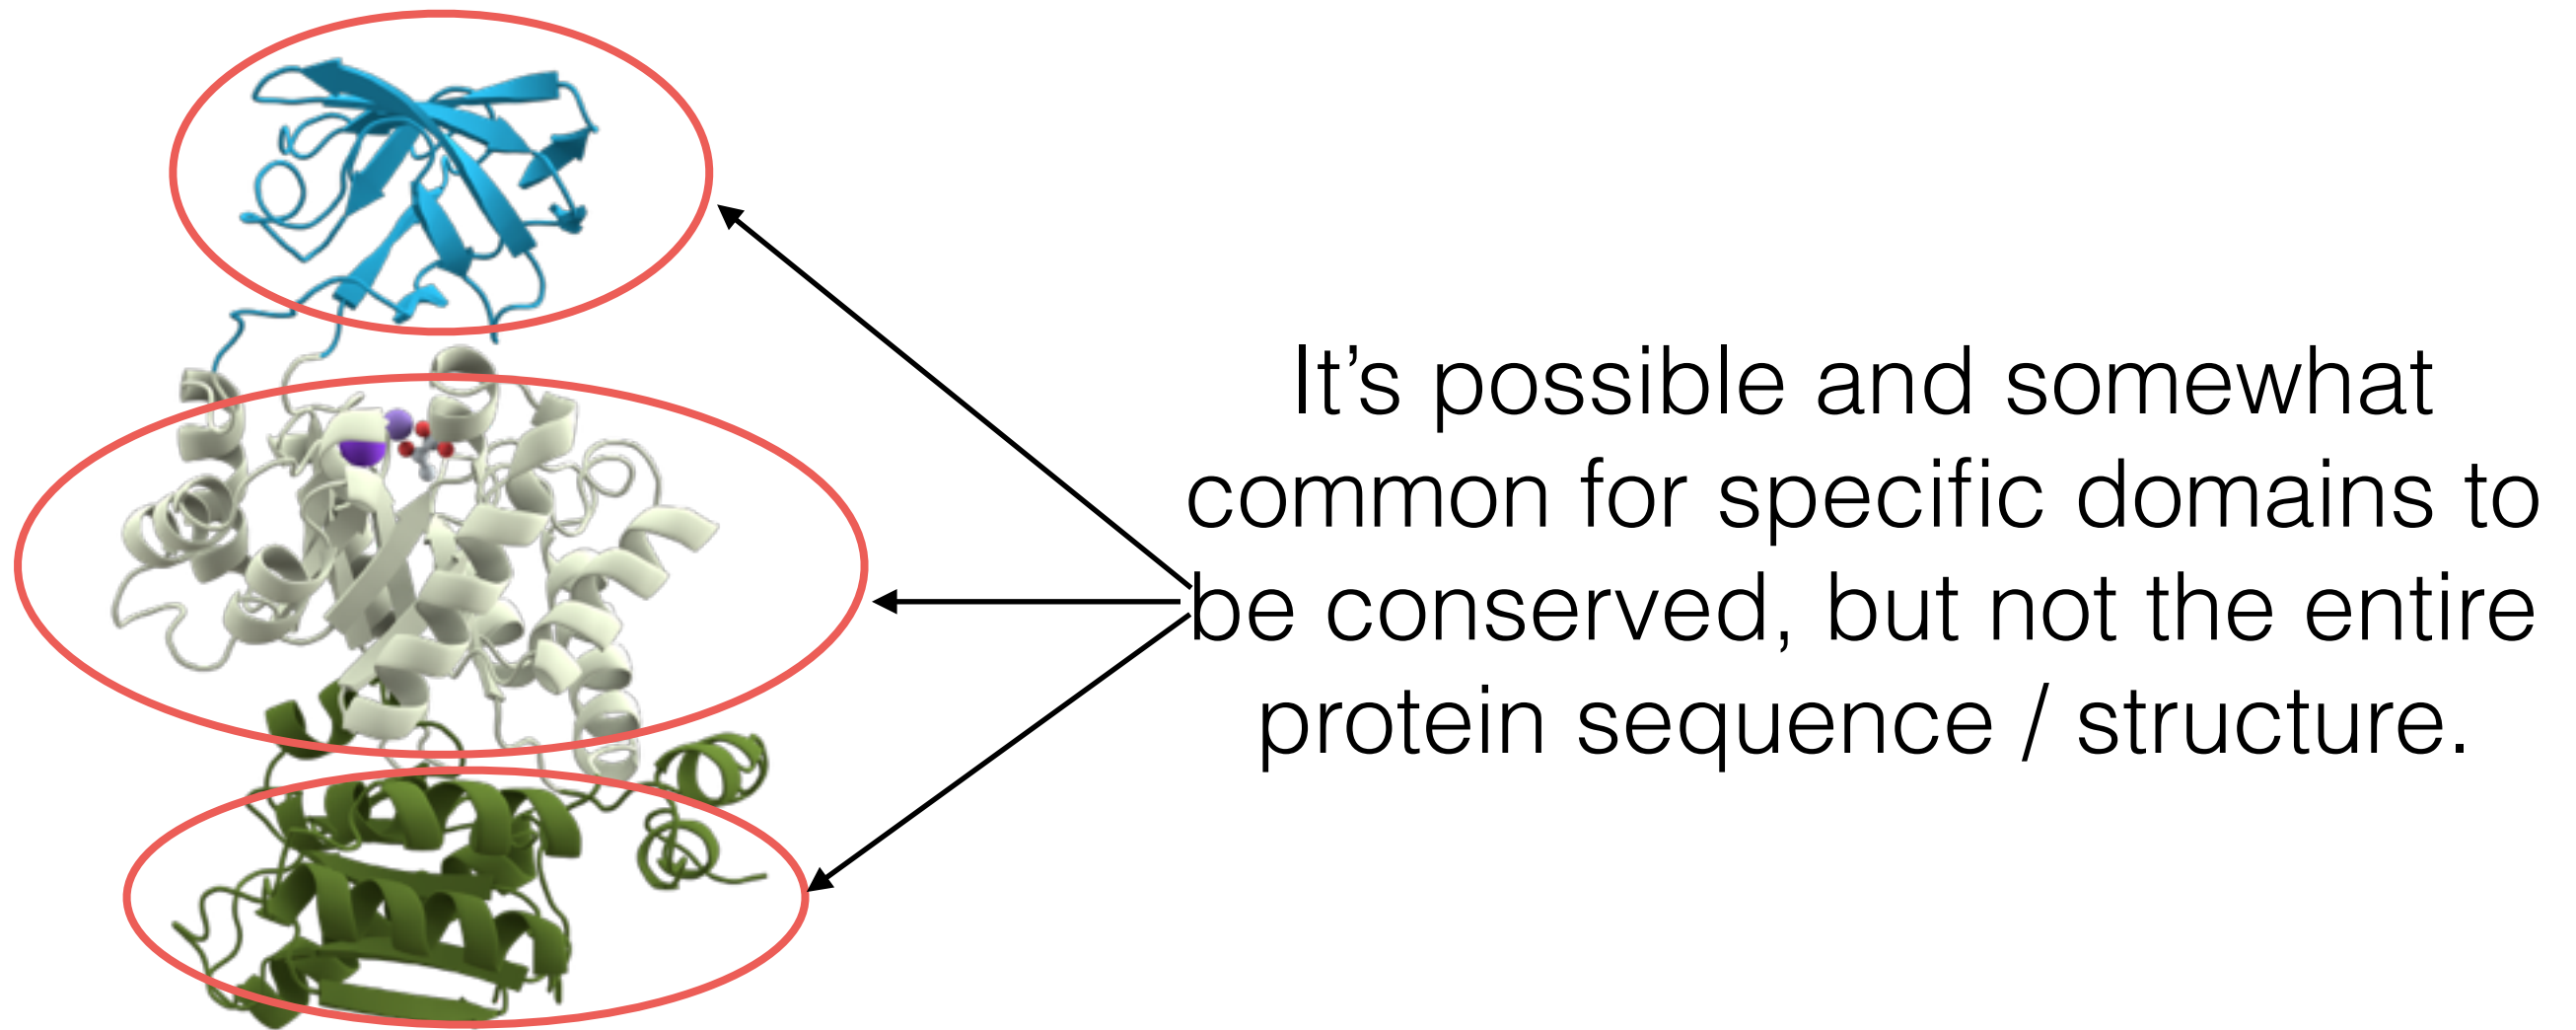 It’s possible and somewhat
common for specific domains to
be conserved, but not the entire
protein sequence / structure.